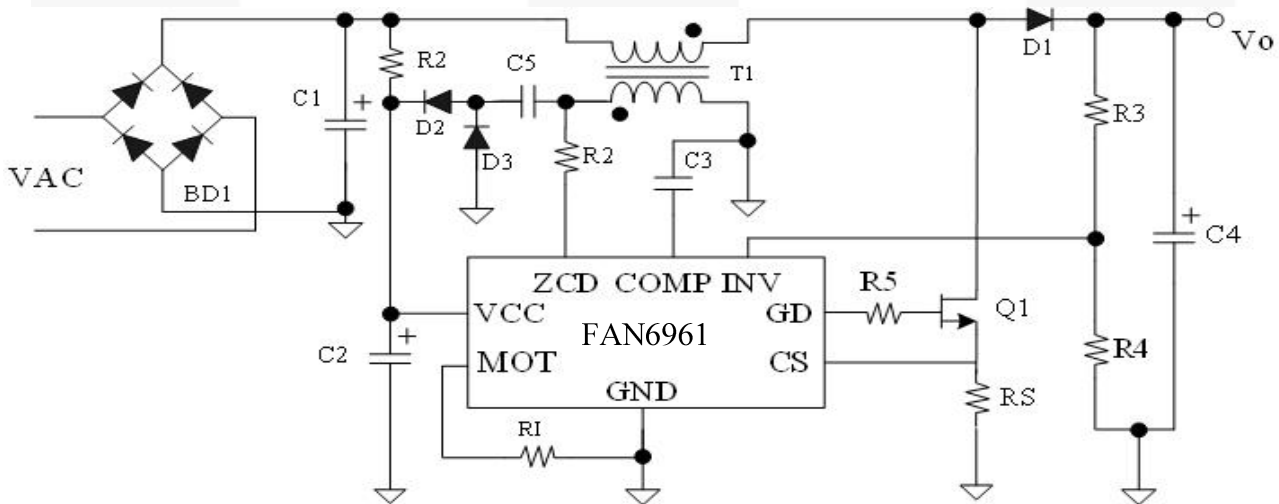 Vo
D1
R2
C5
T1
C1
+
D2
R3
D3
R2
C3
VAC
BD1
+
C4
ZCD COMP INV
R5
VCC
GD
Q1
FAN6961
+
C2
MOT
CS
R4
GND
RS
RI